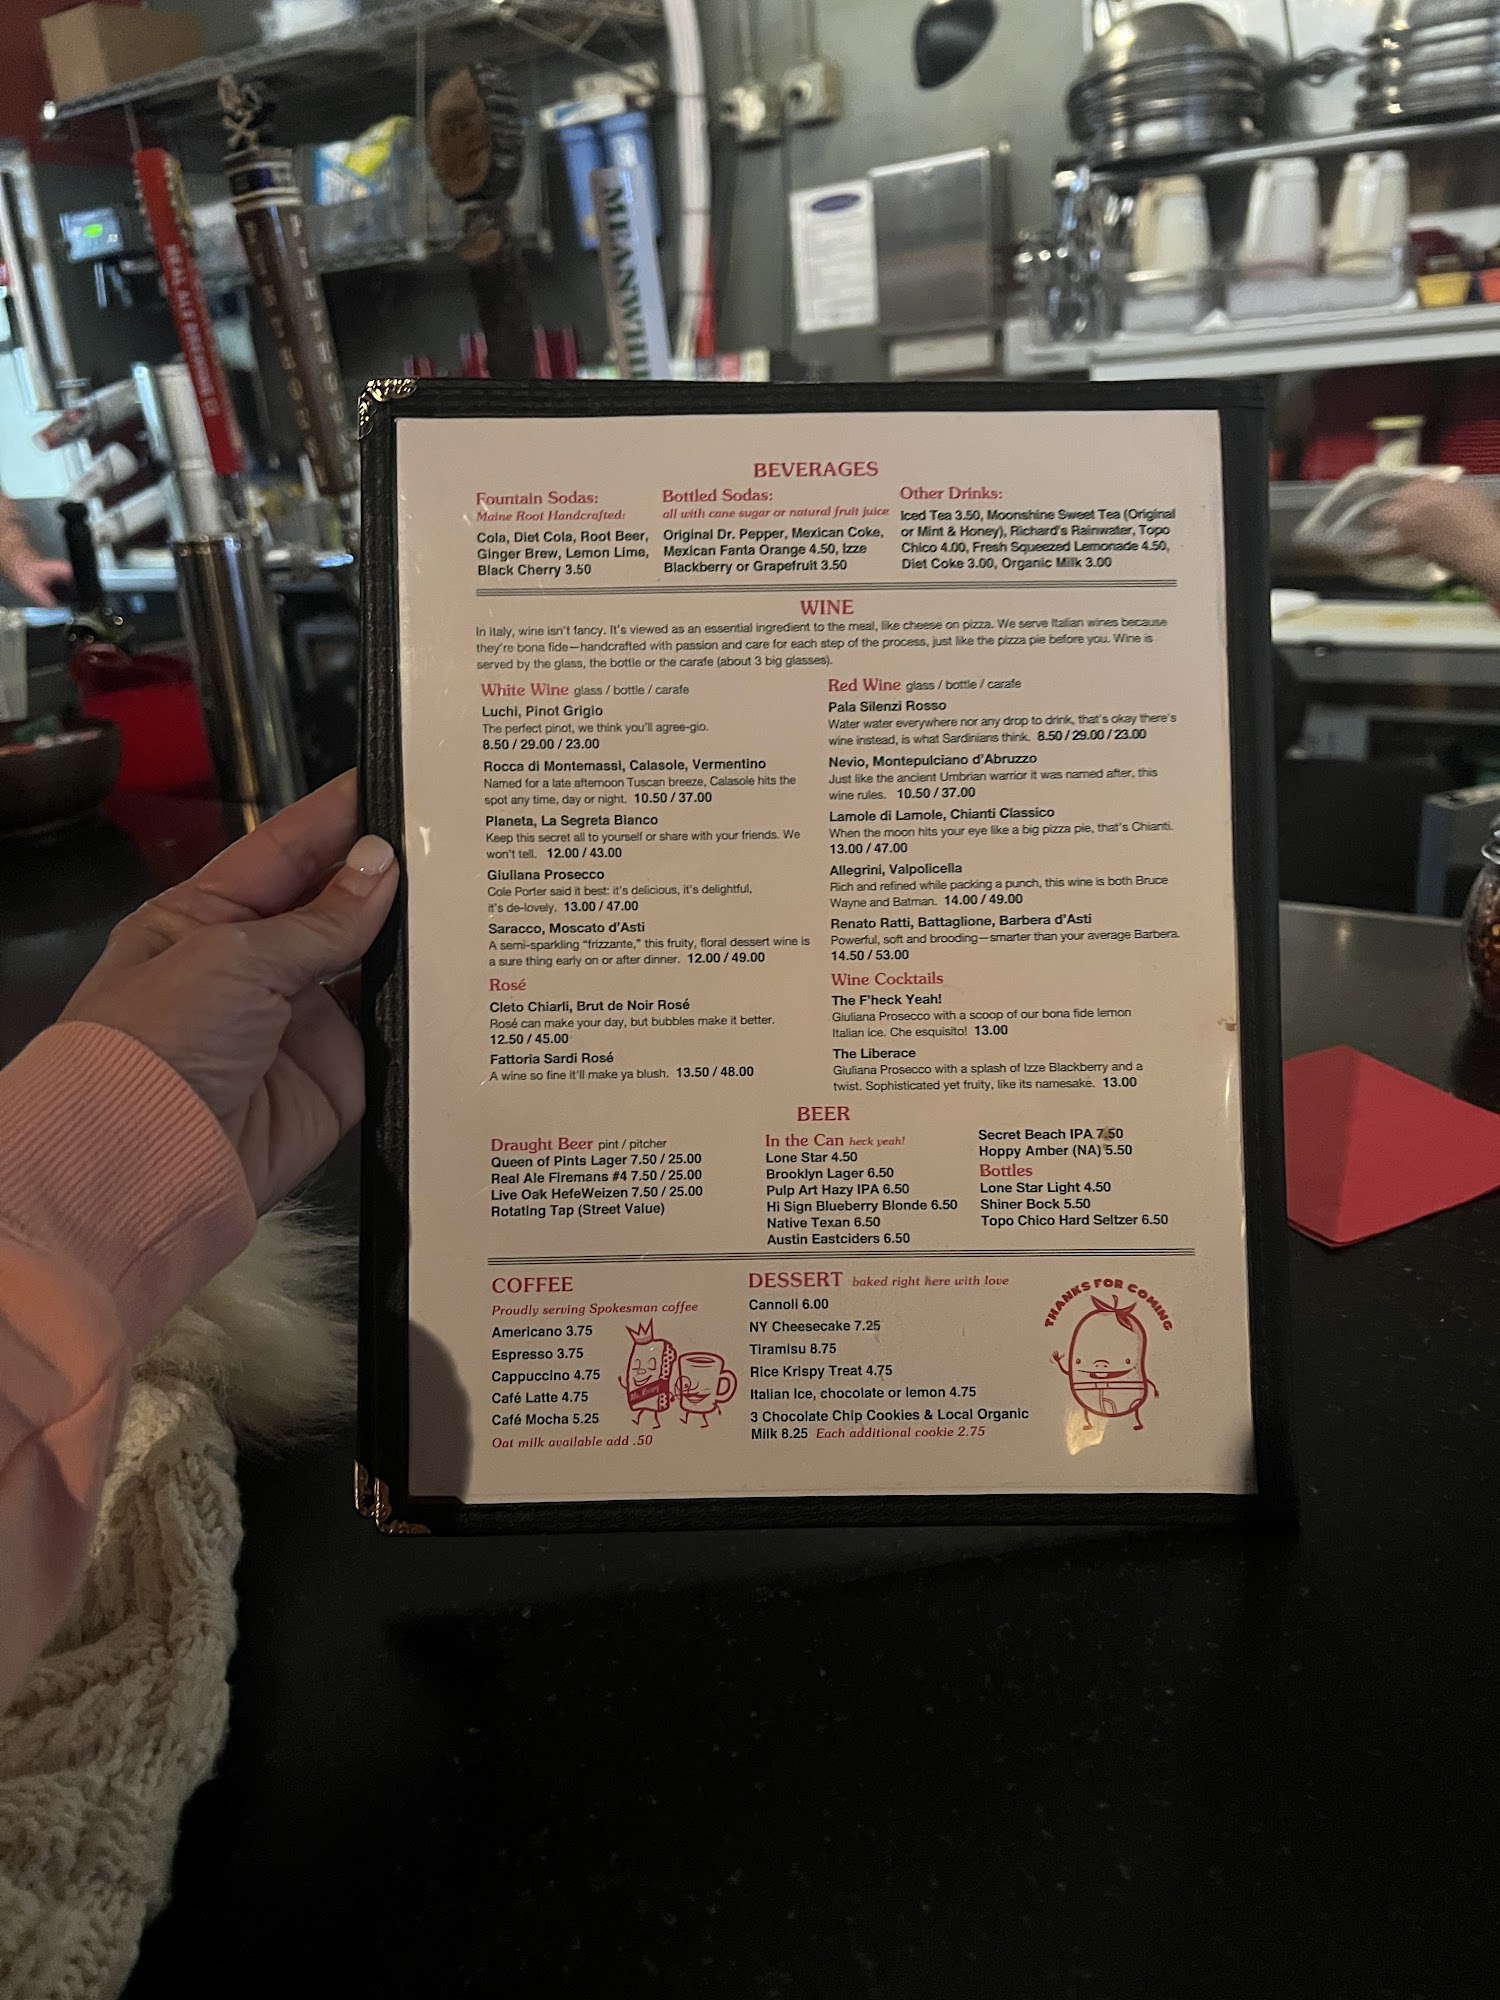 REAL ALE BREWING CO
MEANWHILE
BEVERAGES
Fountain Sodas:
Maine Root Handcrafted:
Cola, Diet Cola, Root Beer,
Ginger Brew, Lemon Lime,
Black Cherry 3.50
Bottled Sodas:
all with cane sugar or natural fruit juice
Original Dr. Pepper, Mexican Coke,
Mexican Fanta Orange 4.50, Izze
Blackberry or Grapefruit 3.50
Other Drinks:
Iced Tea 3.50, Moonshine Sweet Tea (Original
or Mint & Honey), Richard's Rainwater, Topo
Chico 4.00, Fresh Squeezed Lemonade 4.50,
Diet Coke 3.00, Organic Milk 3.00
WINE
In Italy, wine isn't fancy. It's viewed as an essential ingredient to the meal, like cheese on pizza. We serve Italian wines because
they're bona fide—handcrafted with passion and care for each step of the process, just like the pizza pie before you. Wine is
served by the glass, the bottle or the carafe (about 3 big glasses).
White Wine glass / bottle / carafe
Luchi, Pinot Grigio
The perfect pinot, we think you'll agree-gio.
8.50 / 29.00 / 23.00
Rocca di Montemassi, Calasole, Vermentino
Named for a late afternoon Tuscan breeze, Calasole hits the
spot any time, day or night. 10.50 / 37.00
Planeta, La Segreta Bianco
Keep this secret all to yourself or share with your friends. We
won't tell. 12.00 / 43.00
Giuliana Prosecco
Cole Porter said it best: it's delicious, it's delightful,
it's de-lovely. 13.00 / 47.00
Saracco, Moscato d'Asti
A semi-sparkling "frizzante," this fruity, floral dessert wine is
a sure thing early on or after dinner. 12.00 / 49.00
Rosé
Cleto Chiarli, Brut de Noir Rosé
Rosé can make your day, but bubbles make it better.
12.50 / 45.00
Fattoria Sardi Rosé
A wine so fine it'll make ya blush. 13.50 / 48.00
Red Wine glass / bottle / carafe
Pala Silenzi Rosso
Water water everywhere nor any drop to drink, that's okay there's
wine instead, is what Sardinians think. 8.50 / 29.00 / 23.00
Nevio, Montepulciano d'Abruzzo
Just like the ancient Umbrian warrior it was named after, this
wine rules. 10.50 / 37.00
Lamole di Lamole, Chianti Classico
When the moon hits your eye like a big pizza pie, that's Chianti.
13.00 / 47.00
Allegrini, Valpolicella
Rich and refined while packing a punch, this wine is both Bruce
Wayne and Batman. 14.00 / 49.00
Renato Ratti, Battaglione, Barbera d'Asti
Powerful, soft and brooding—smarter than your average Barbera.
14.50 / 53.00
Wine Cocktails
The F'heck Yeah!
Giuliana Prosecco with a scoop of our bona fide lemon
Italian ice. Che esquisito! 13.00
The Liberace
Giuliana Prosecco with a splash of Izze Blackberry and a
twist. Sophisticated yet fruity, like its namesake. 13.00
BEER
Draught Beer pint / pitcher
Queen of Pints Lager 7.50 / 25.00
Real Ale Firemans #4 7.50 / 25.00
Live Oak HefeWeizen 7.50 / 25.00
Rotating Tap (Street Value)
In the Can heck yeah!
Lone Star 4.50
Brooklyn Lager 6.50
Pulp Art Hazy IPA 6.50
Hi Sign Blueberry Blonde 6.50
Native Texan 6.50
Austin Eastciders 6.50
Secret Beach IPA 7.50
Hoppy Amber (NA) 5.50
Bottles
Lone Star Light 4.50
Shiner Bock 5.50
Topo Chico Hard Seltzer 6.50
COFFEE
Proudly serving Spokesman coffee
Americano 3.75
Espresso 3.75
Cappuccino 4.75
Café Latte 4.75
Café Mocha 5.25
Oat milk available add .50
DESSERT baked right here with love
Cannoli 6.00
NY Cheesecake 7.25
Tiramisu 8.75
Rice Krispy Treat 4.75
Italian Ice, chocolate or lemon 4.75
3 Chocolate Chip Cookies & Local Organic
Milk 8.25 Each additional cookie 2.75
THANKS FOR COMING